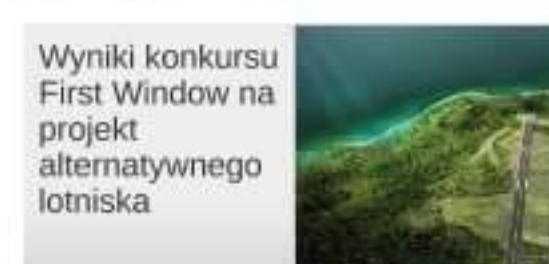 Wyniki konkursu
First Window na
projekt
alternatywnego
lotniska